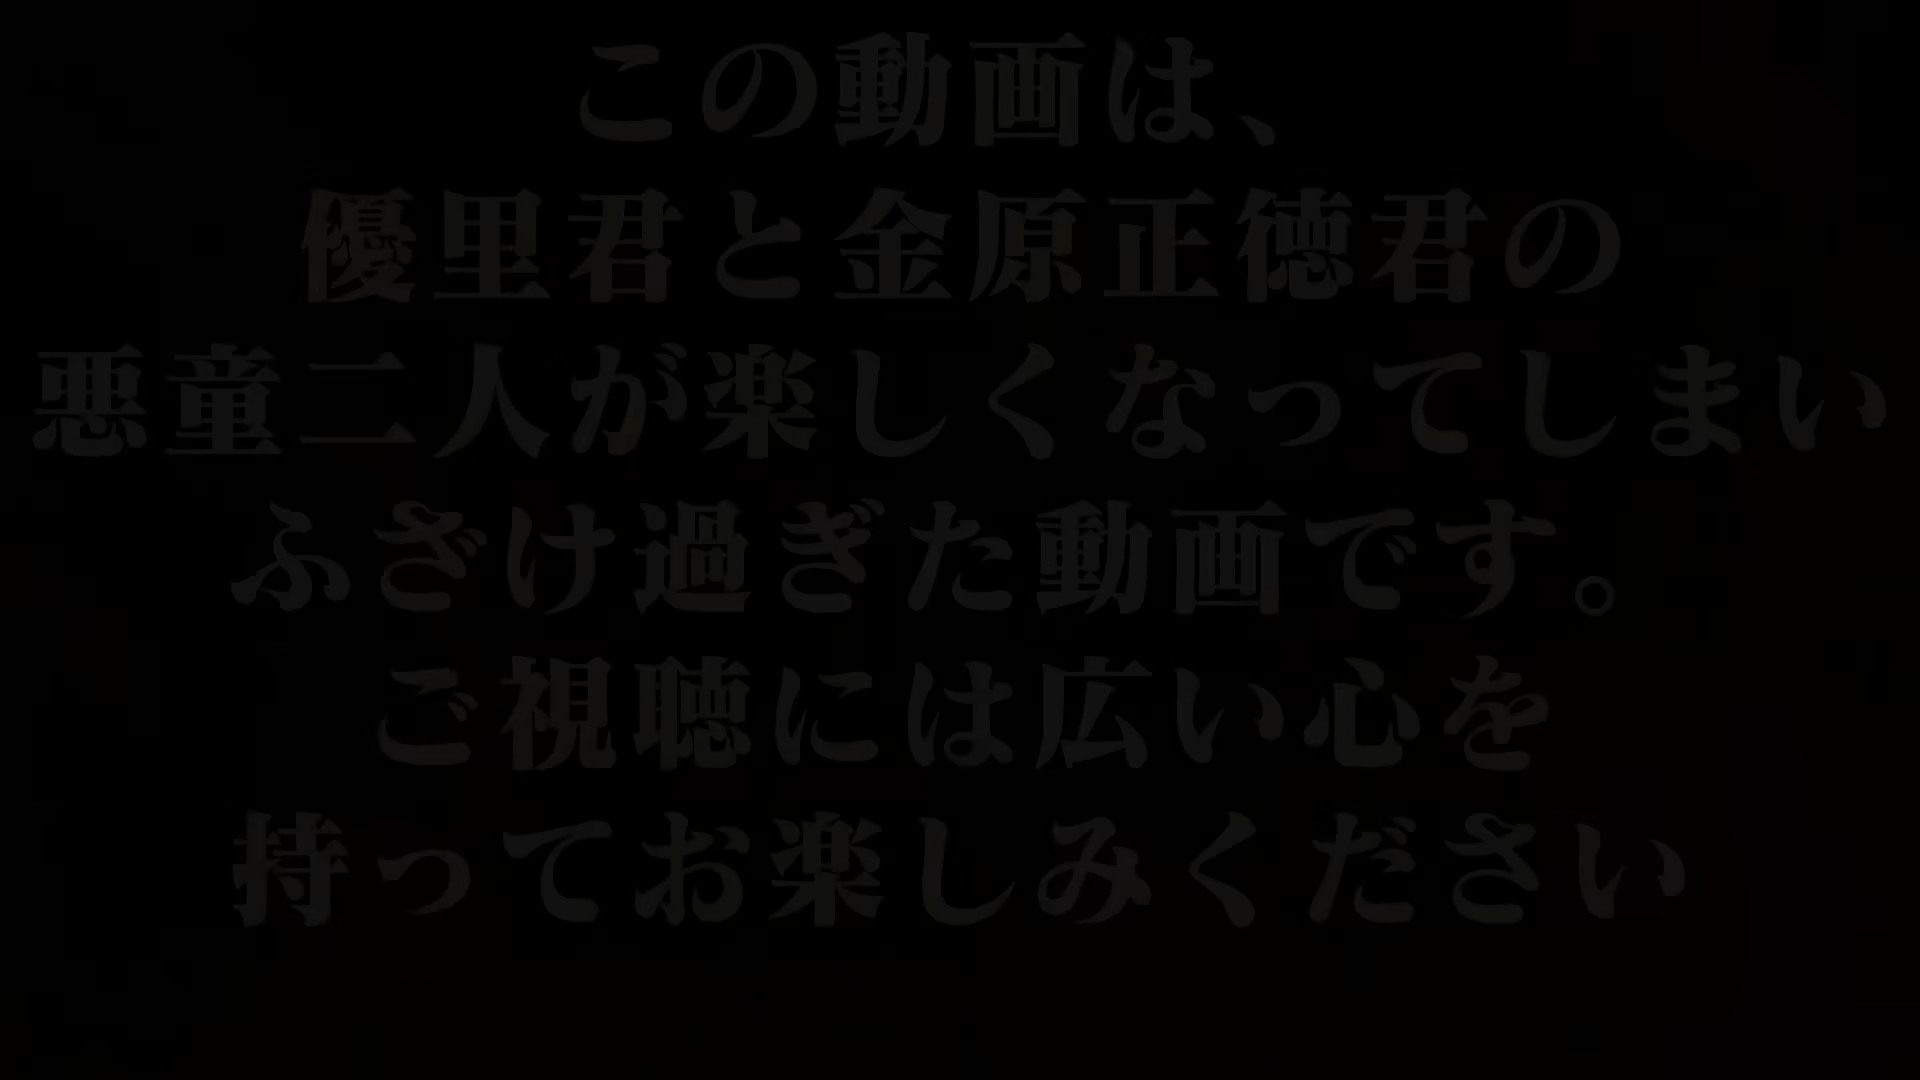 この動画は、
優里君と金原正徳君の
悪童二人が楽しくなってしまい
ふざけ過ぎた動画です。
ご視聴には広い心を
持ってお楽しみください